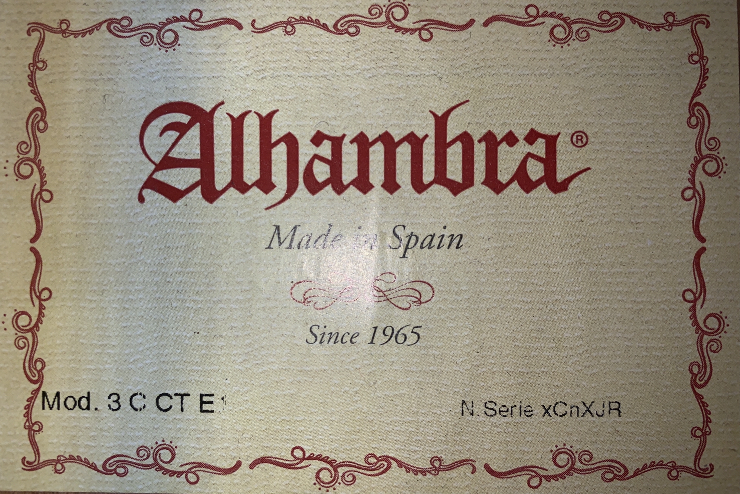 Alhambra®
Made in Spain
Since 1965
Mod. 3 C CT E1
N. Serie xCnXJR